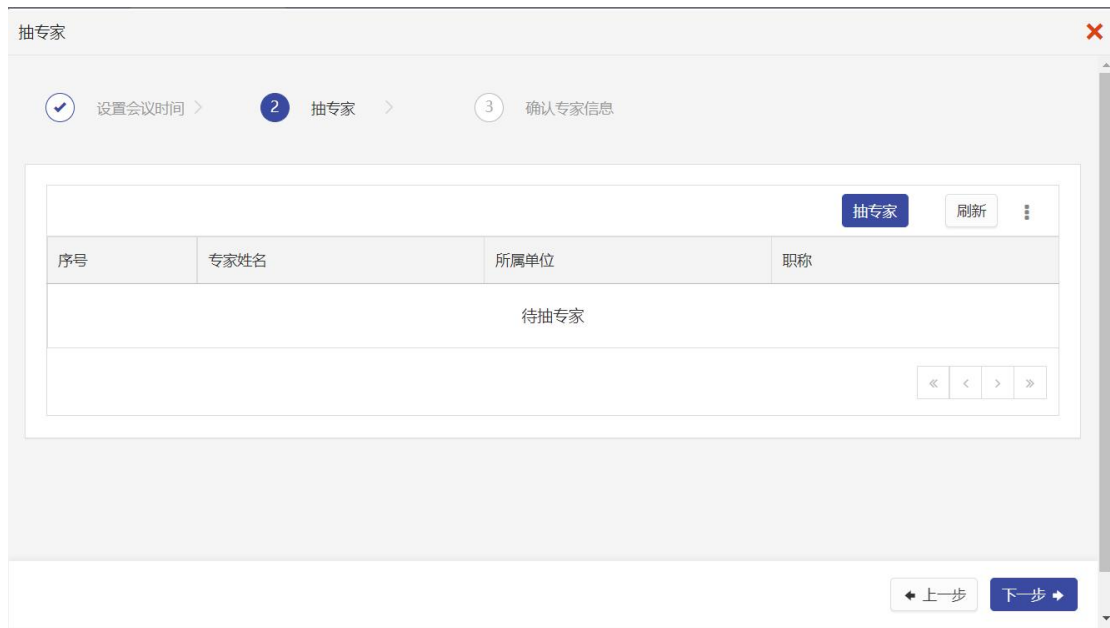 抽专家
设置会议时间
2 抽专家
3 确认专家信息
抽专家 刷新
序号 专家姓名 所属单位 职称
待抽专家
上一步 下一步